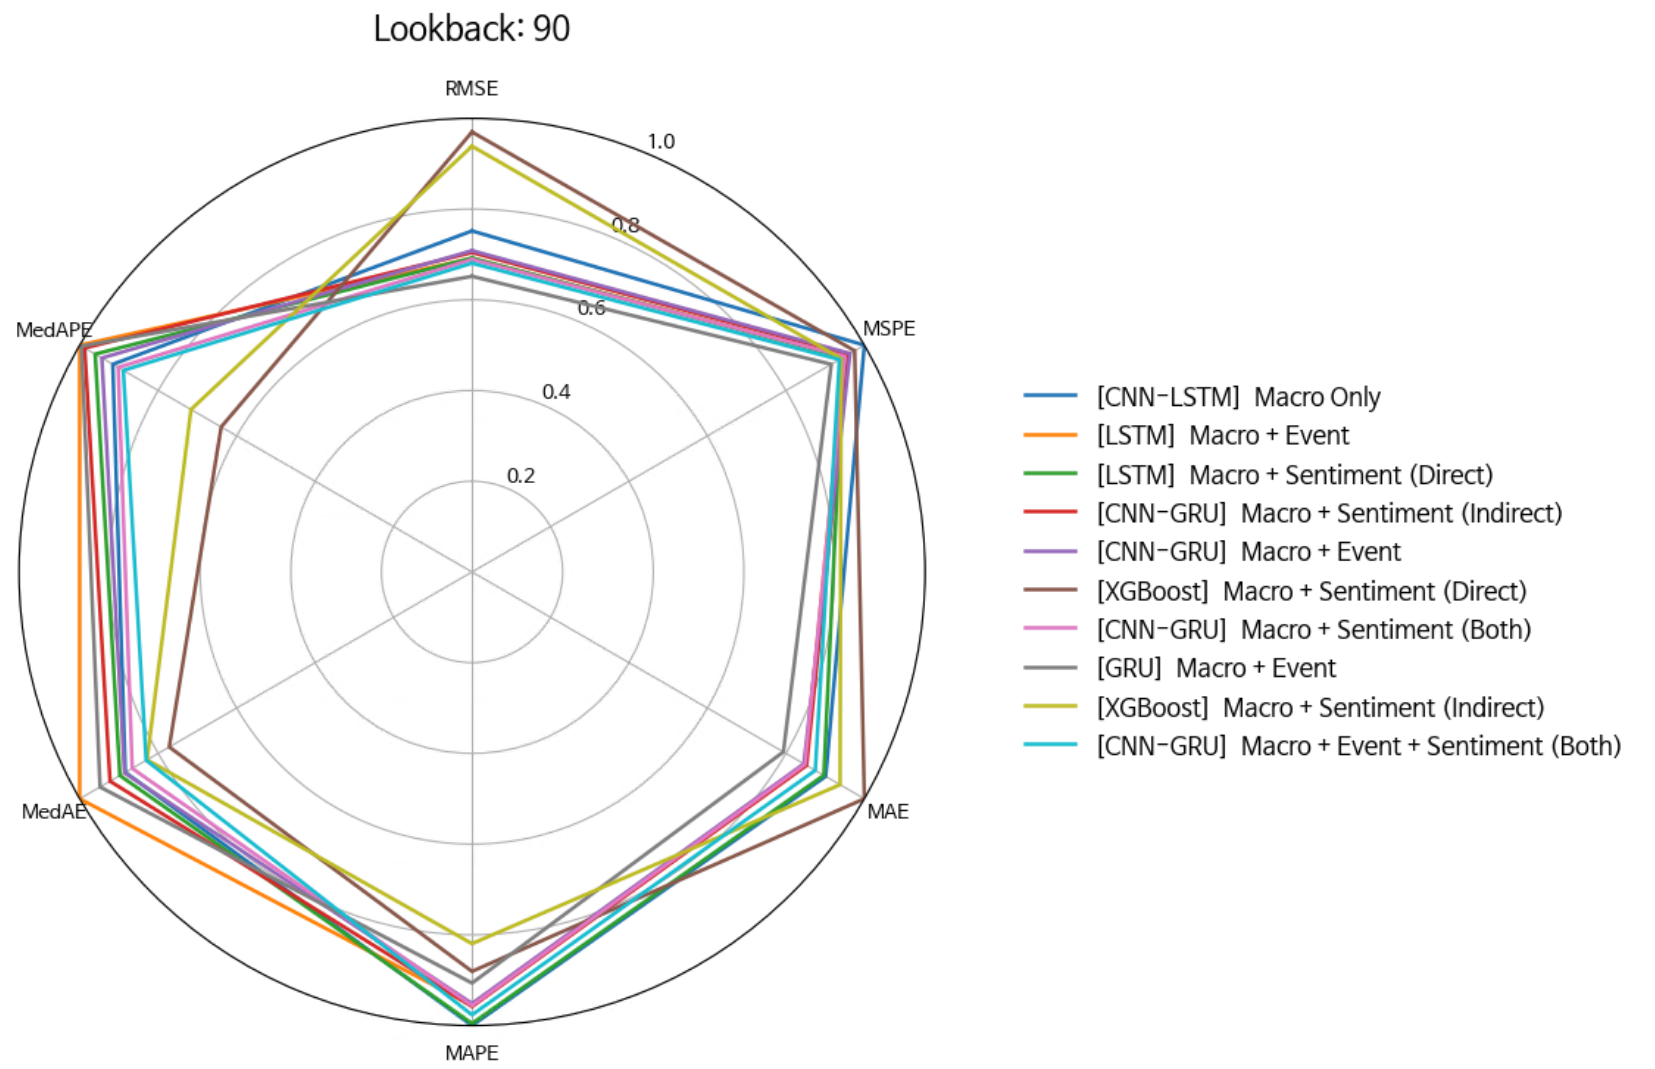 Lookback: 90
RMSE
1.0
0.8
0.6
0.4
0.2
MedAPE
MSPE
MedAE
MAE
MAPE
[CNN-LSTM] Macro Only
[LSTM] Macro + Event
[LSTM] Macro + Sentiment (Direct)
[CNN-GRU] Macro + Sentiment (Indirect)
[CNN-GRU] Macro + Event
[XGBoost] Macro + Sentiment (Direct)
[CNN-GRU] Macro + Sentiment (Both)
[GRU] Macro + Event
[XGBoost] Macro + Sentiment (Indirect)
[CNN-GRU] Macro + Event + Sentiment (Both)